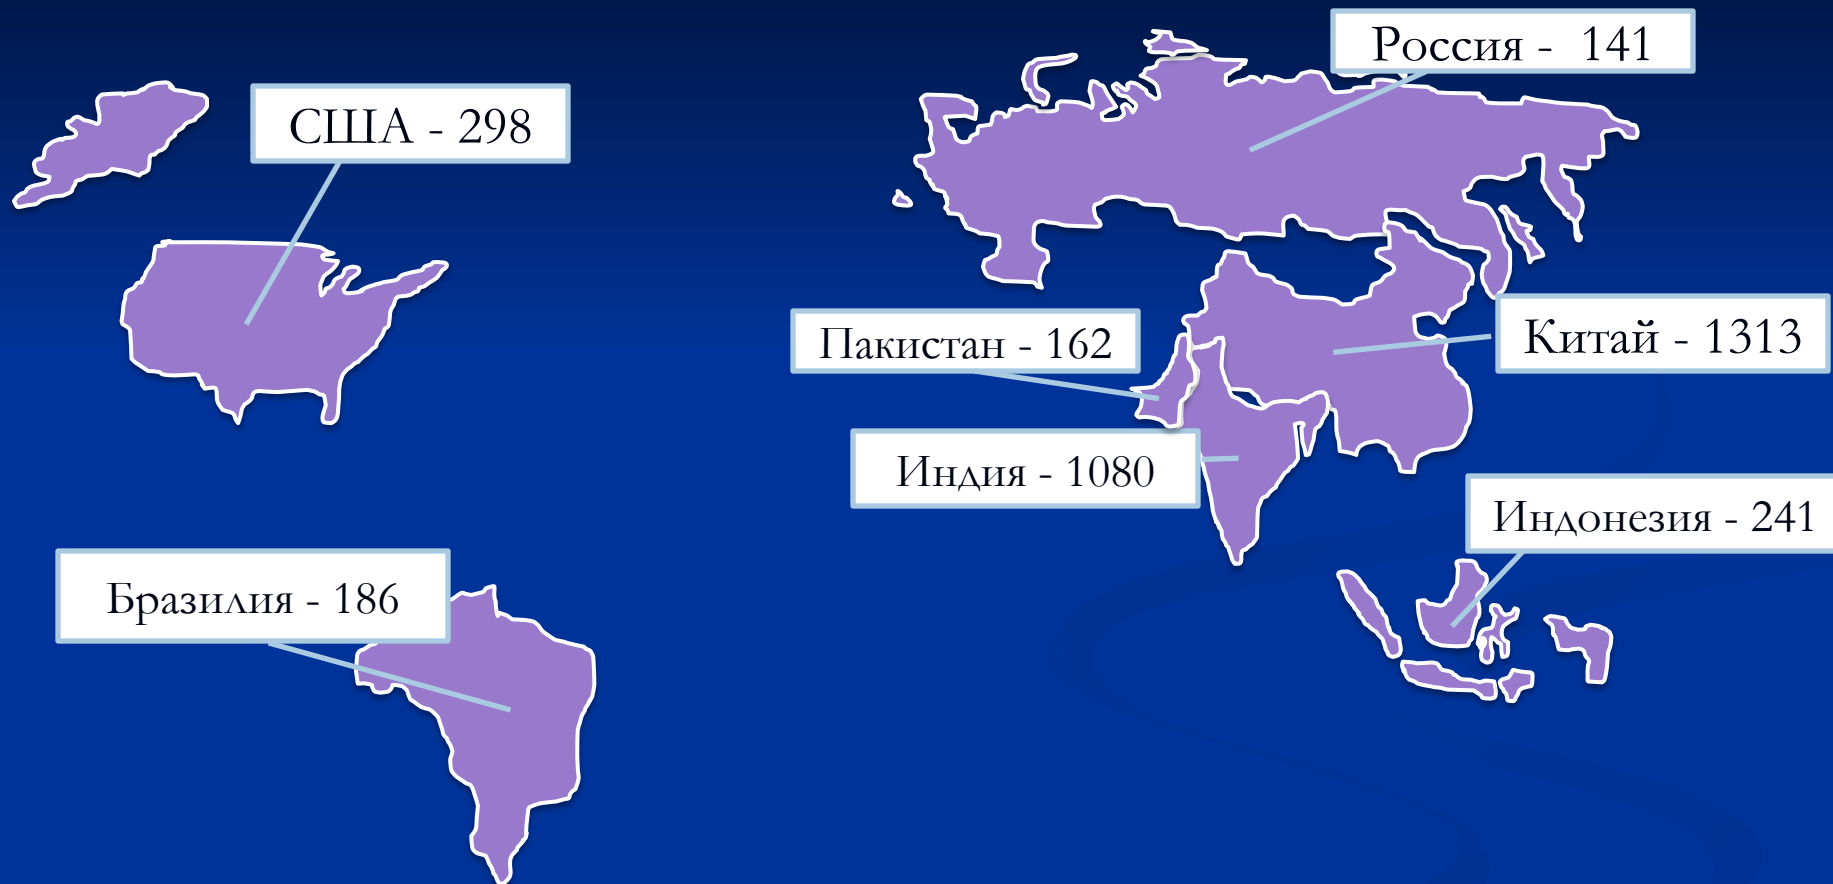 Россия - 141
США - 298
Пакистан - 162
Китай - 1313
Индия - 1080
Индонезия - 241
Бразилия - 186